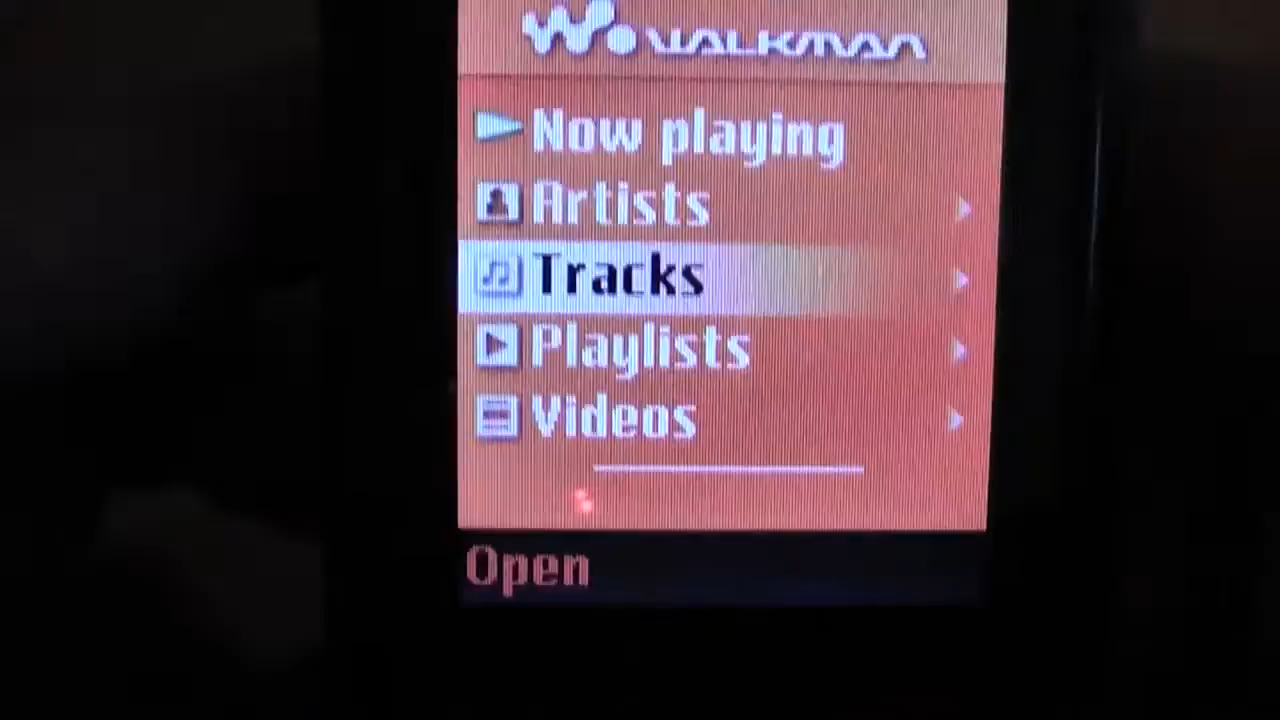 WALKMAN
Now playing
Artists
Tracks
Playlists
Videos
Open